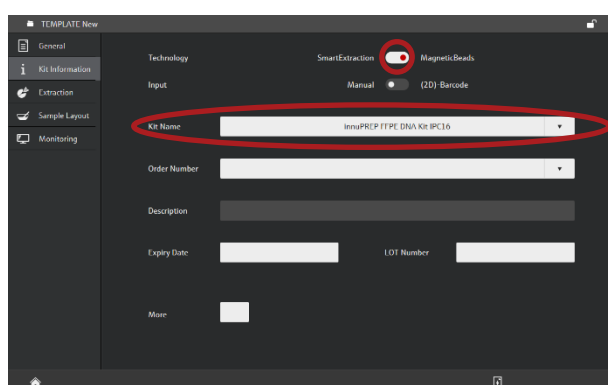 TEMPLATE New
General
Kit Information
Extraction
Sample Layout
Monitoring
Technology SmartExtraction MagneticBeads
Input Manual (2D)-Barcode
Kit Name innuPREP FFPE DNA Kit IPC16
Order Number
Description
Expiry Date LOT Number
More